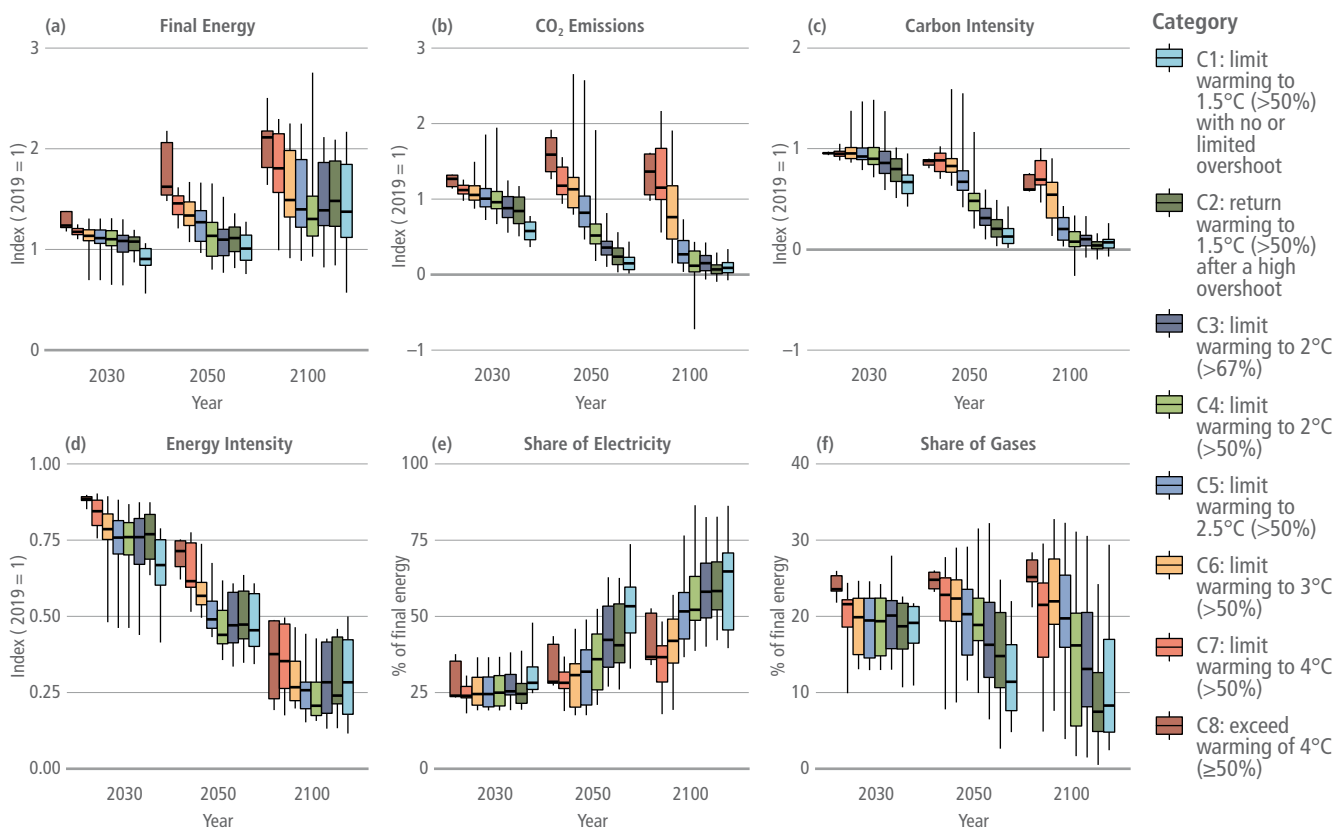 (a) Final Energy
Index ( 2019 = 1)
3
2
1
0
2030 2050 2100
Year
(b) CO₂ Emissions
Index ( 2019 = 1)
3
2
1
0
−1
2030 2050 2100
Year
(c) Carbon Intensity
Index ( 2019 = 1)
2
1
0
−1
2030 2050 2100
Year
(d) Energy Intensity
Index ( 2019 = 1)
1.00
0.75
0.50
0.25
0.00
2030 2050 2100
Year
(e) Share of Electricity
% of final energy
100
75
50
25
0
2030 2050 2100
Year
(f) Share of Gases
% of final energy
40
30
20
10
0
2030 2050 2100
Year
Category
C1: limit
warming to
1.5°C (>50%)
with no or
limited
overshoot
C2: return
warming to
1.5°C (>50%)
after a high
overshoot
C3: limit
warming to 2°C
(>67%)
C4: limit
warming to 2°C
(>50%)
C5: limit
warming to
2.5°C (>50%)
C6: limit
warming to 3°C
(>50%)
C7: limit
warming to 4°C
(>50%)
C8: exceed
warming of 4°C
(≥50%)